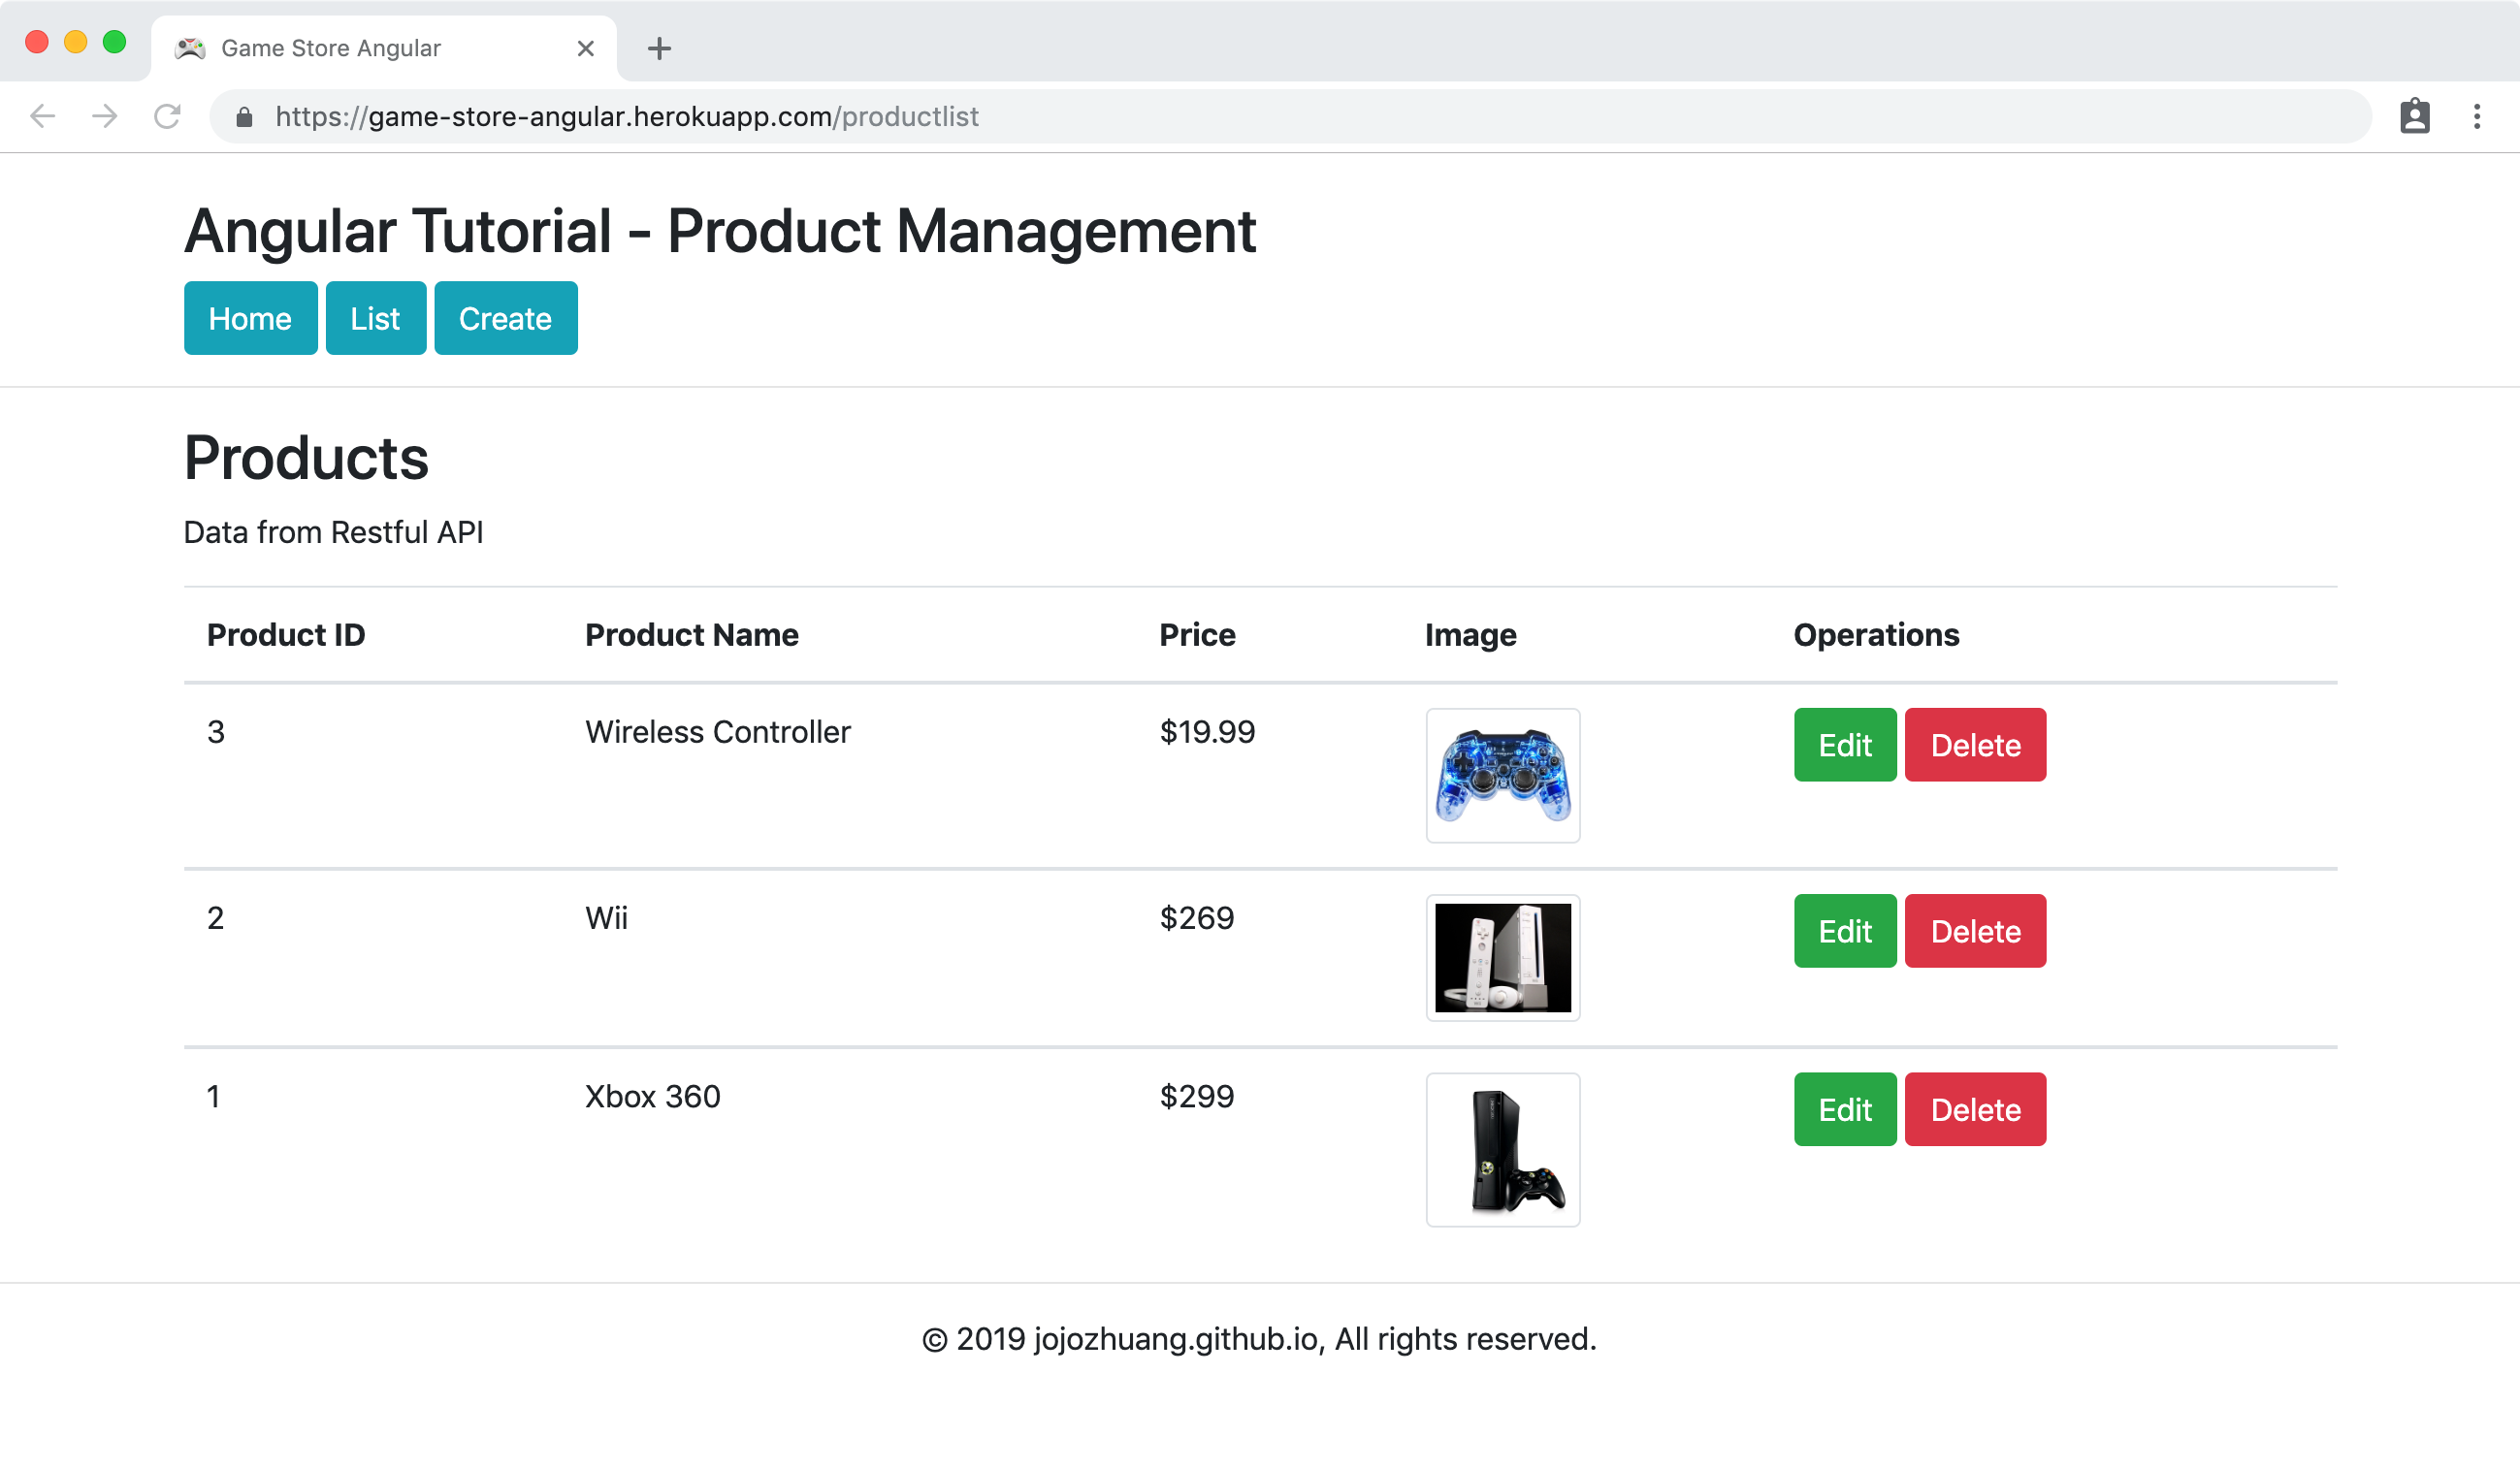 Game Store Angular
https://game-store-angular.herokuapp.com/productlist
Angular Tutorial - Product Management
Home List Create
Products
Data from Restful API
Product ID Product Name Price Image Operations
3 Wireless Controller $19.99 Edit Delete
2 Wii $269 Edit Delete
1 Xbox 360 $299 Edit Delete
© 2019 jojozhuang.github.io, All rights reserved.